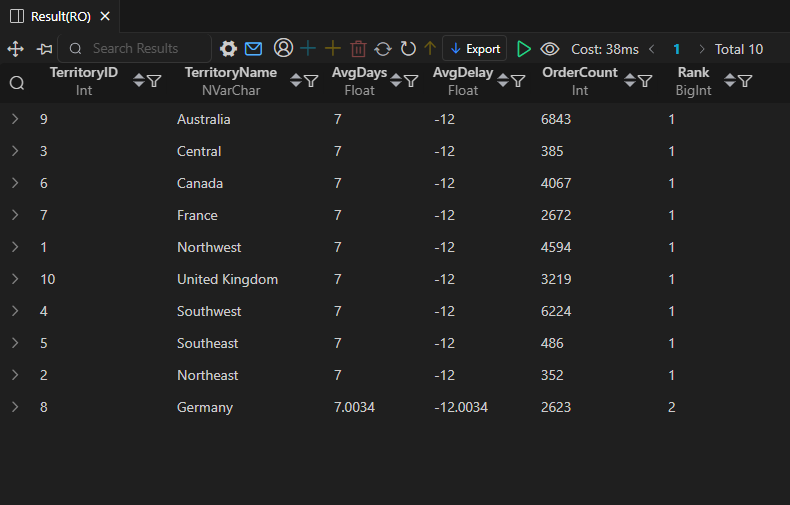 Result(RO)
Search Results Export Cost: 38ms 1 Total 10
TerritoryID TerritoryName AvgDays AvgDelay OrderCount Rank
Int NVarChar Float Float Int BigInt
9 Australia 7 -12 6843 1
3 Central 7 -12 385 1
6 Canada 7 -12 4067 1
7 France 7 -12 2672 1
1 Northwest 7 -12 4594 1
10 United Kingdom 7 -12 3219 1
4 Southwest 7 -12 6224 1
5 Southeast 7 -12 486 1
2 Northeast 7 -12 352 1
8 Germany 7.0034 -12.0034 2623 2